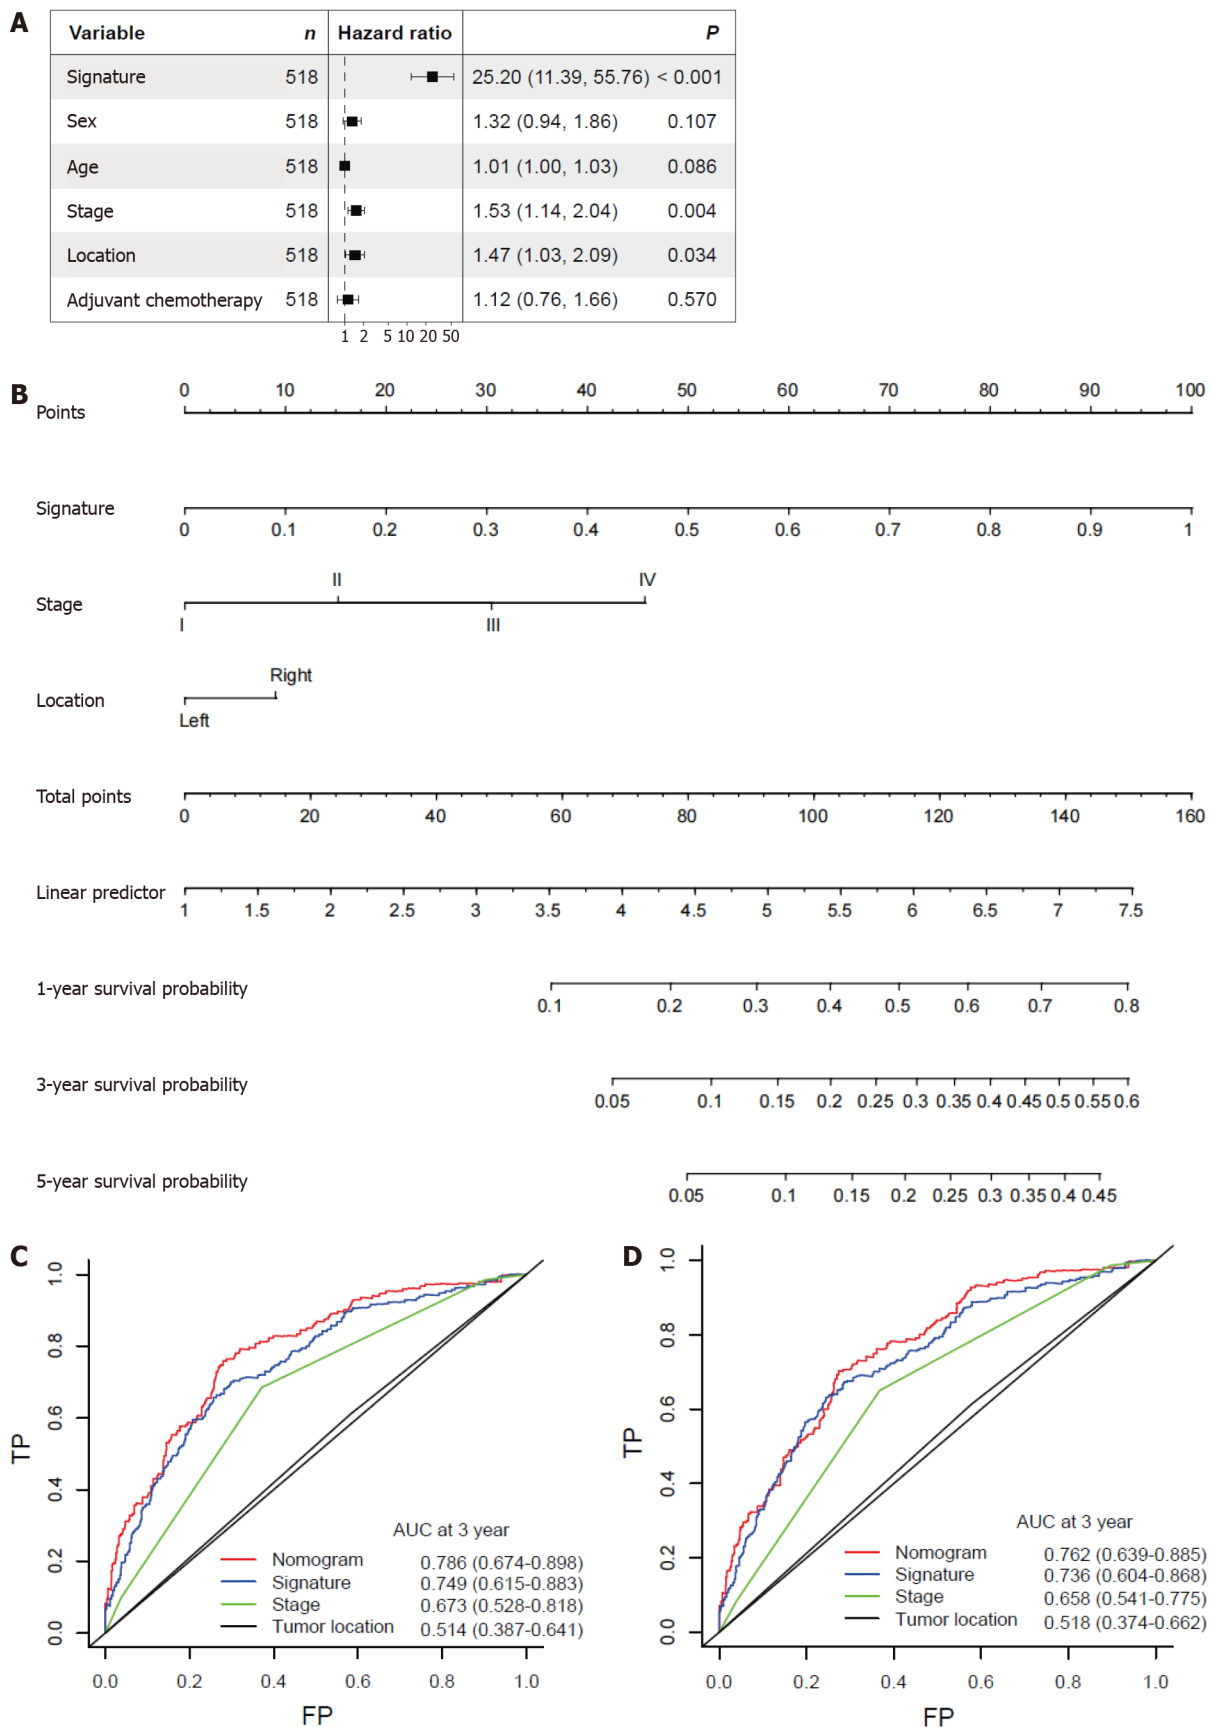 A
Variable n Hazard ratio P
Signature 518 25.20 (11.39, 55.76) < 0.001
Sex 518 1.32 (0.94, 1.86) 0.107
Age 518 1.01 (1.00, 1.03) 0.086
Stage 518 1.53 (1.14, 2.04) 0.004
Location 518 1.47 (1.03, 2.09) 0.034
Adjuvant chemotherapy 518 1.12 (0.76, 1.66) 0.570
1 2 5 10 20 50
B
0 10 20 30 40 50 60 70 80 90 100
Points
Signature
0 0.1 0.2 0.3 0.4 0.5 0.6 0.7 0.8 0.9 1
II IV
Stage
I III
Right
Location
Left
Total points
0 20 40 60 80 100 120 140 160
Linear predictor
1 1.5 2 2.5 3 3.5 4 4.5 5 5.5 6 6.5 7 7.5
1-year survival probability
0.1 0.2 0.3 0.4 0.5 0.6 0.7 0.8
3-year survival probability
0.05 0.1 0.15 0.2 0.25 0.3 0.35 0.4 0.45 0.5 0.55 0.6
5-year survival probability
0.05 0.1 0.15 0.2 0.25 0.3 0.35 0.4 0.45
C
TP
1.0
0.8
0.6
0.4
0.2
0.0
AUC at 3 year
Nomogram 0.786 (0.674-0.898)
Signature 0.749 (0.615-0.883)
Stage 0.673 (0.528-0.818)
Tumor location 0.514 (0.387-0.641)
0.0 0.2 0.4 0.6 0.8 1.0
FP
D
TP
1.0
0.8
0.6
0.4
0.2
0.0
AUC at 3 year
Nomogram 0.762 (0.639-0.885)
Signature 0.736 (0.604-0.868)
Stage 0.658 (0.541-0.775)
Tumor location 0.518 (0.374-0.662)
0.0 0.2 0.4 0.6 0.8 1.0
FP